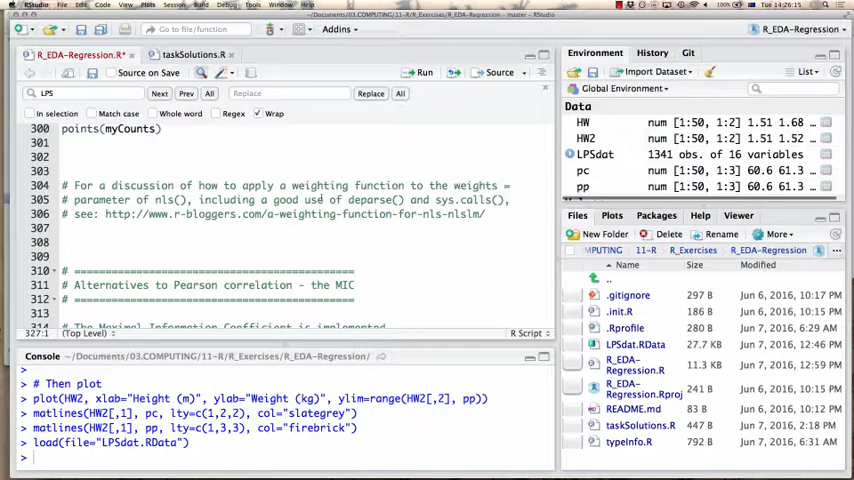 RStudio File Edit Code View Plots Session Build Debug Tools Window Help 100% 14:26:15
~/Documents/03.COMPUTING/11-R/R_Exercises/R_EDA-Regression - master - RStudio
Go to file/function Addins R_EDA-Regression
R_EDA-Regression.R* taskSolutions.R
Source on Save Run Source
LPS Next Prev All Replace Replace All
In selection Match case Whole word Regex Wrap
300 points(myCounts)
301
302
303
304 # For a discussion of how to apply a weighting function to the weights =
305 # parameter of nls(), including a good use of deparse() and sys.calls(),
306 # see: http://www.r-bloggers.com/a-weighting-function-for-nls-nlslm/
307
308
309
310 # =============================================
311 # Alternatives to Pearson correlation - the MIC
312 # =============================================
313
314 # The Maximal Information Coefficient is implemented
327:1 (Top Level) R Script
Console ~/Documents/03.COMPUTING/11-R/R_Exercises/R_EDA-Regression/
>
> # Then plot
> plot(HW2, xlab="Height (m)", ylab="Weight (kg)", ylim=range(HW2[,2], pp))
> matlines(HW2[,1], pc, lty=c(1,2,2), col="slategrey")
> matlines(HW2[,1], pp, lty=c(1,3,3), col="firebrick")
> load(file="LPSdat.RData")
>
Environment History Git
Import Dataset List
Global Environment
Data
HW num [1:50, 1:2] 1.51 1.68 …
HW2 num [1:50, 1:2] 1.51 1.52 …
LPSdat 1341 obs. of 16 variables
pc num [1:50, 1:3] 60.6 61.3 …
pp num [1:50, 1:3] 60.6 61.3 …
Files Plots Packages Help Viewer
New Folder Delete Rename More
MPUTING 11-R R_Exercises R_EDA-Regression
Name Size Modified
..
.gitignore 297 B Jun 6, 2016, 10:17 PM
.init.R 186 B Jun 6, 2016, 10:15 PM
.Rprofile 280 B Jun 7, 2016, 6:29 AM
LPSdat.RData 27.7 KB Jun 7, 2016, 12:46 PM
R_EDA-Regression.R 11.3 KB Jun 7, 2016, 12:59 PM
R_EDA-Regression.Rproj 241 B Jun 6, 2016, 10:15 PM
README.md 83 B Jun 6, 2016, 10:12 PM
taskSolutions.R 447 B Jun 7, 2016, 2:18 PM
typeInfo.R 792 B Jun 7, 2016, 6:31 AM